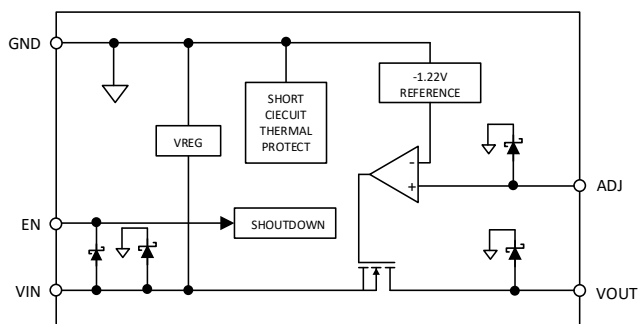 GND
-1.22V
REFERENCE
SHORT
CIECUIT
THERMAL
PROTECT
VREG
-
+
ADJ
EN
SHOUTDOWN
VIN
VOUT